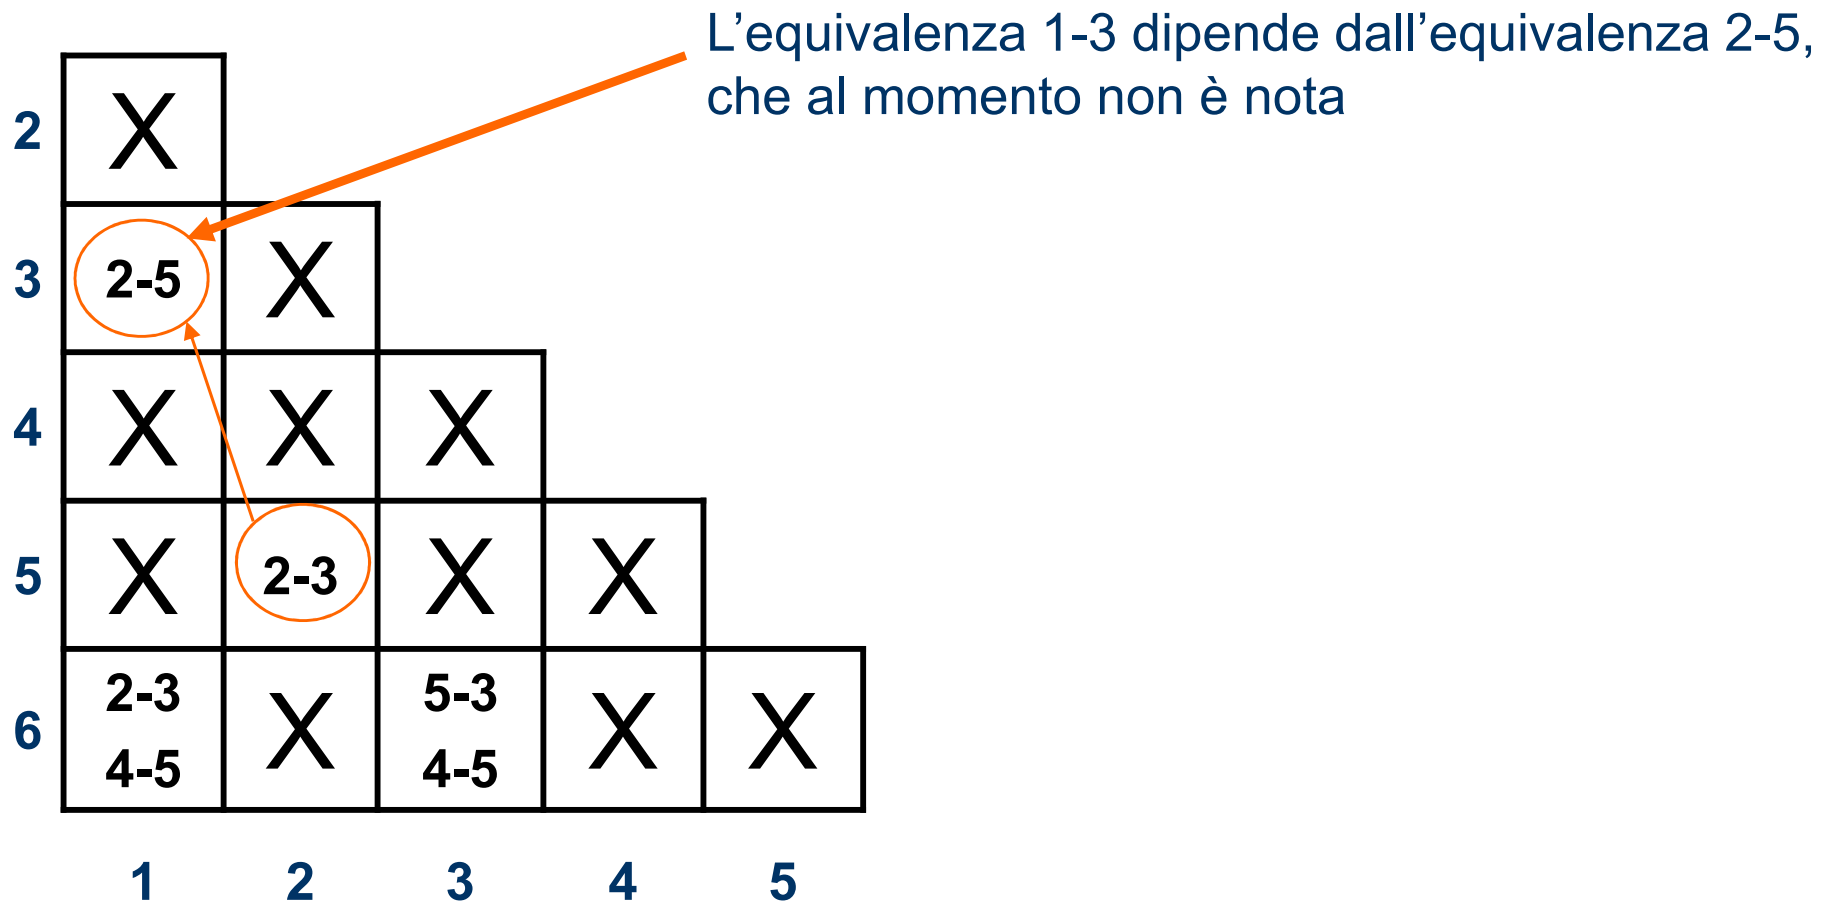 L’equivalenza 1-3 dipende dall’equivalenza 2-5,
che al momento non è nota
2 X
3 2-5 X
4 X X X
5 X 2-3 X X
6 2-3 X 5-3 X X
4-5 4-5
1 2 3 4 5